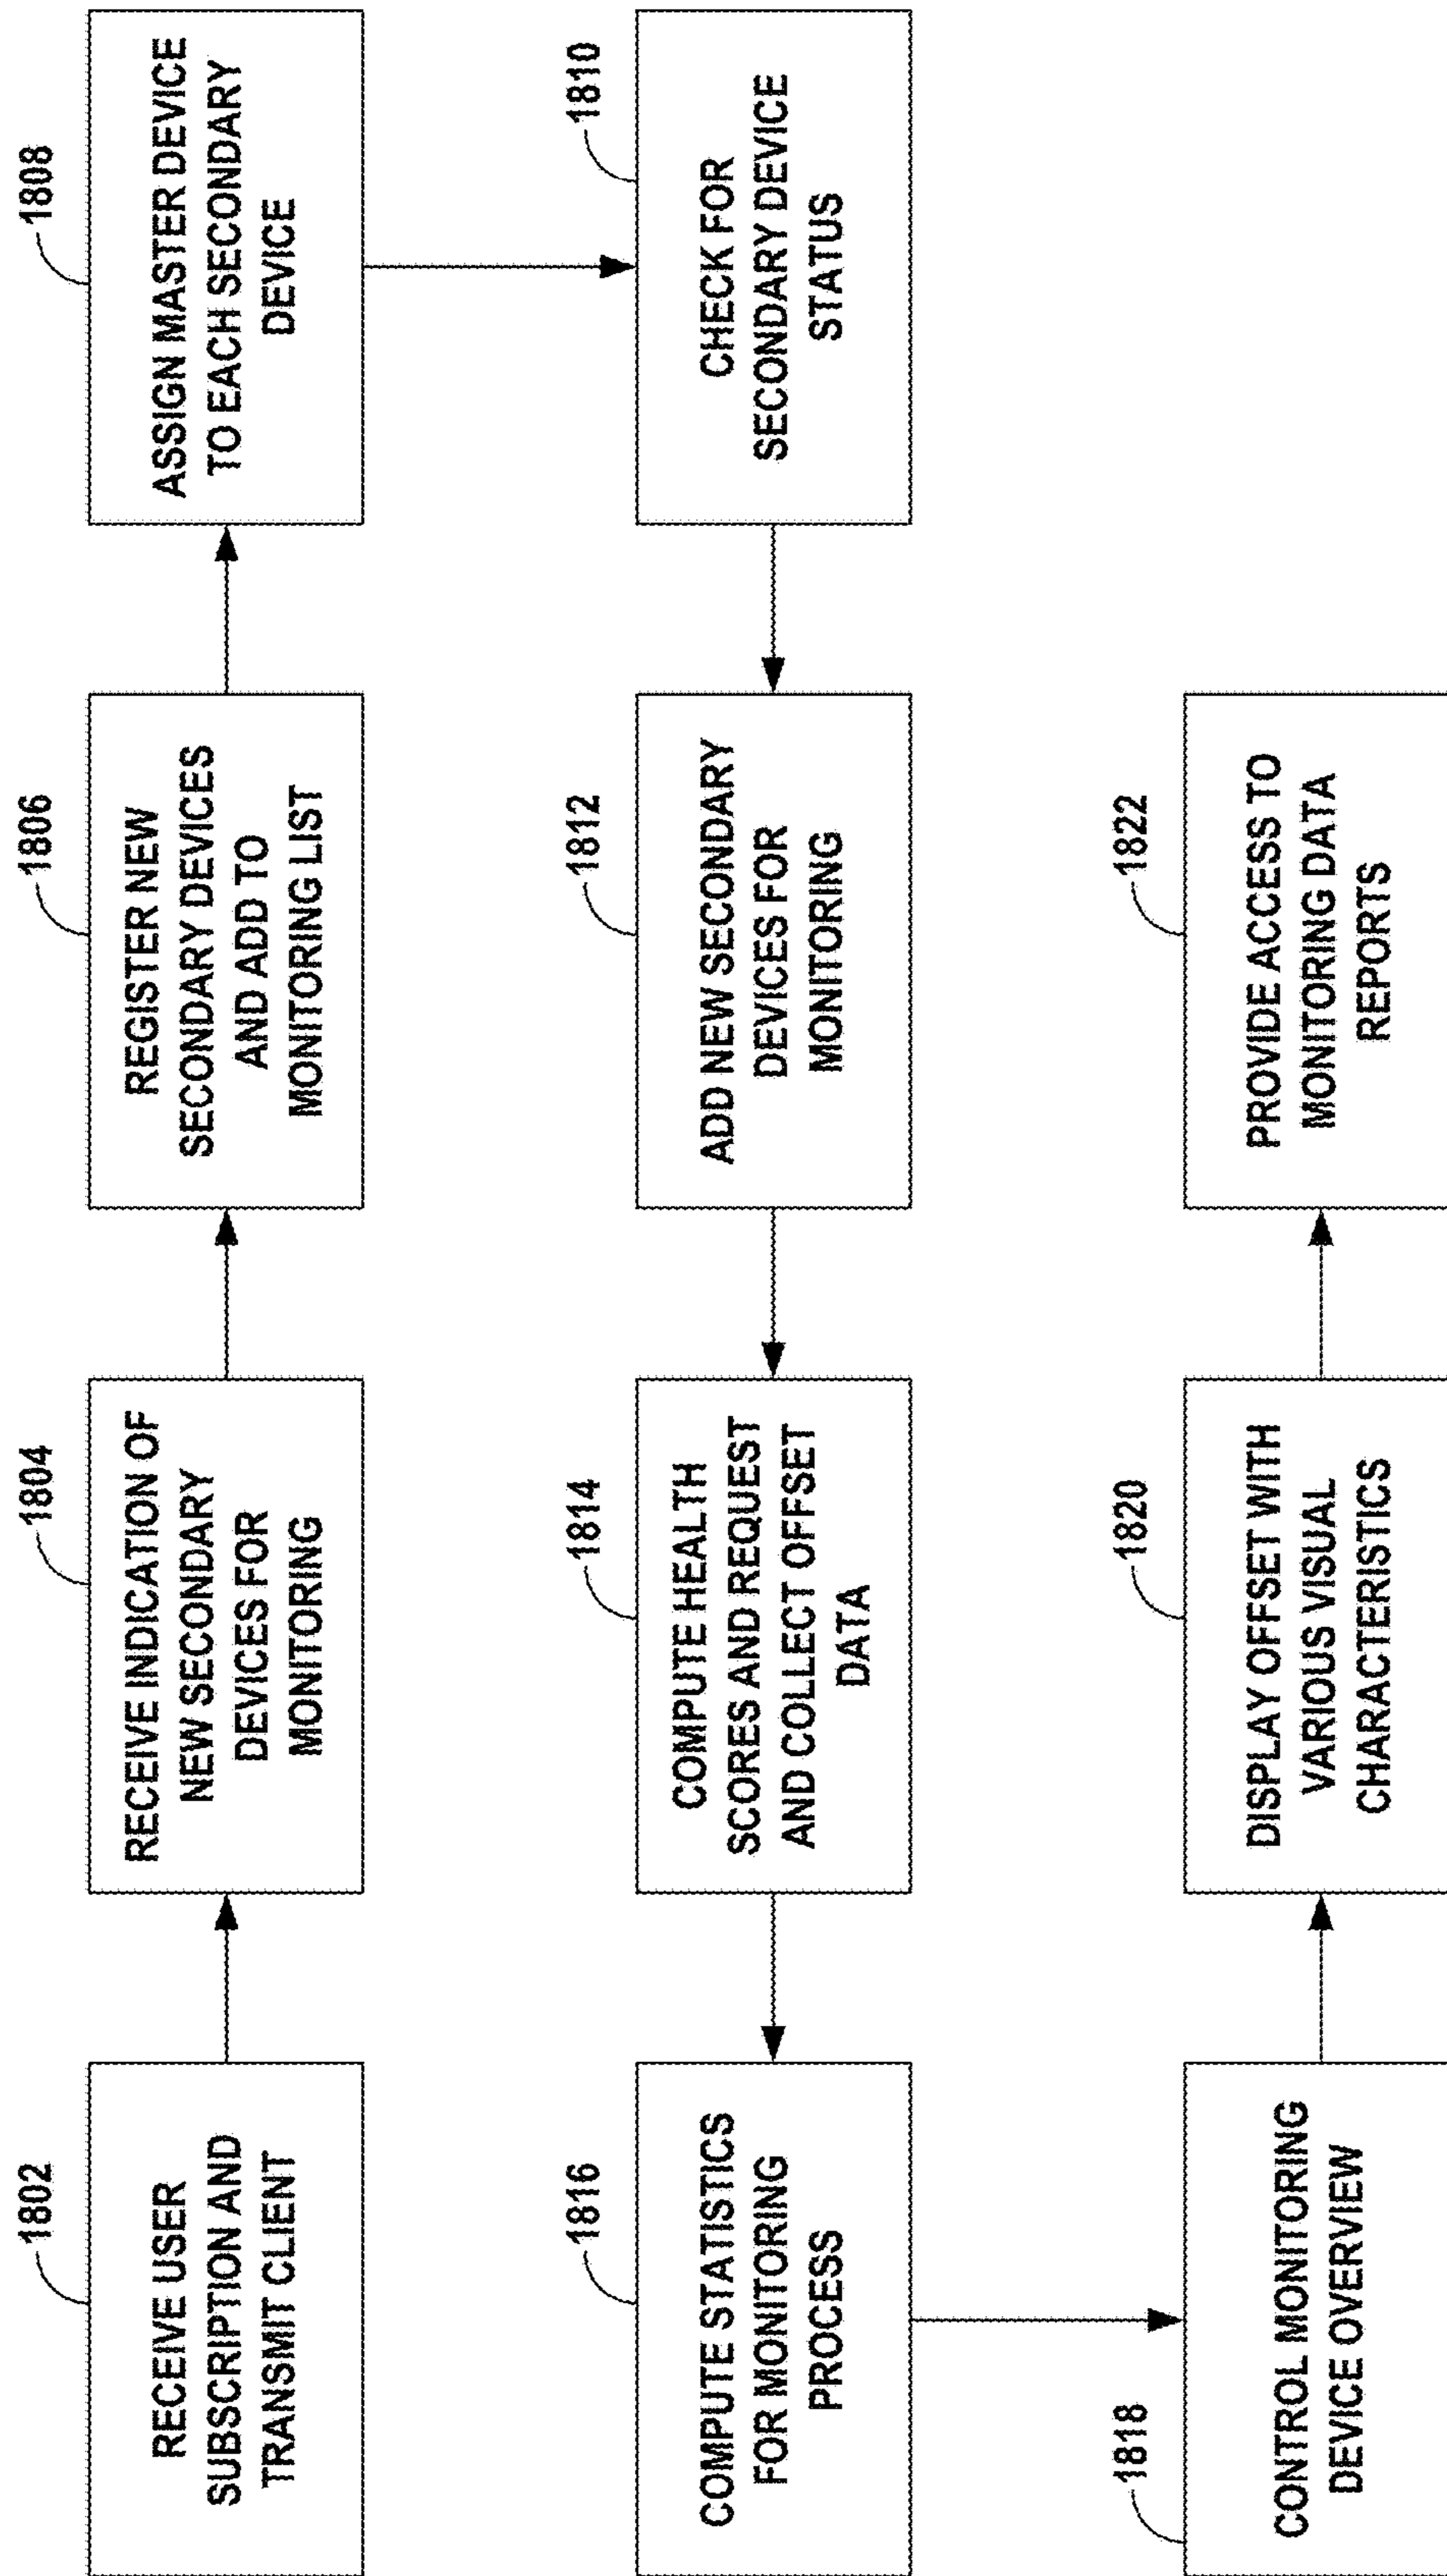 1802
RECEIVE USER
SUBSCRIPTION AND
TRANSMIT CLIENT
1804
RECEIVE INDICATION OF
NEW SECONDARY
DEVICES FOR
MONITORING
1806
REGISTER NEW
SECONDARY DEVICES
AND ADD TO
MONITORING LIST
1808
ASSIGN MASTER DEVICE
TO EACH SECONDARY
DEVICE
1810
CHECK FOR
SECONDARY DEVICE
STATUS
1812
ADD NEW SECONDARY
DEVICES FOR
MONITORING
1814
COMPUTE HEALTH
SCORES AND REQUEST
AND COLLECT OFFSET
DATA
1816
COMPUTE STATISTICS
FOR MONITORING
PROCESS
1818
CONTROL MONITORING
DEVICE OVERVIEW
1820
DISPLAY OFFSET WITH
VARIOUS VISUAL
CHARACTERISTICS
1822
PROVIDE ACCESS TO
MONITORING DATA
REPORTS